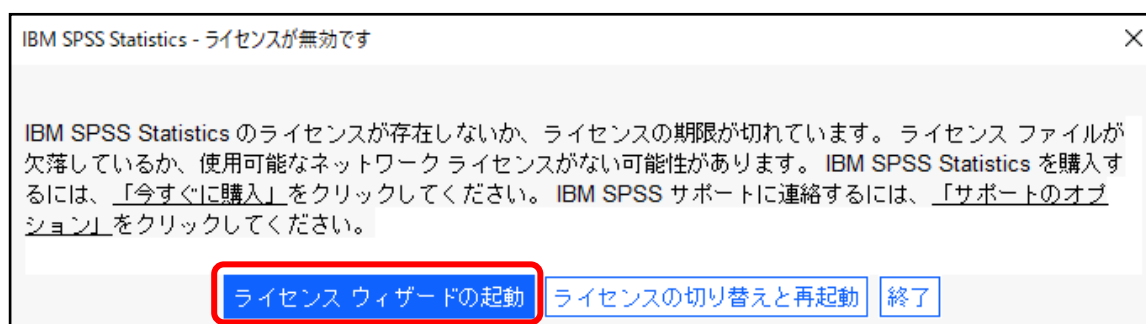 IBM SPSS Statistics - ライセンスが無効です
IBM SPSS Statistics のライセンスが存在しないか、ライセンスの期限が切れています。 ライセンス ファイルが
欠落しているか、使用可能なネットワーク ライセンスがない可能性があります。 IBM SPSS Statistics を購入す
るには、「今すぐに購入」をクリックしてください。 IBM SPSS サポートに連絡するには、「サポートのオプ
ション」をクリックしてください。
ライセンス ウィザードの起動 ライセンスの切り替えと再起動 終了